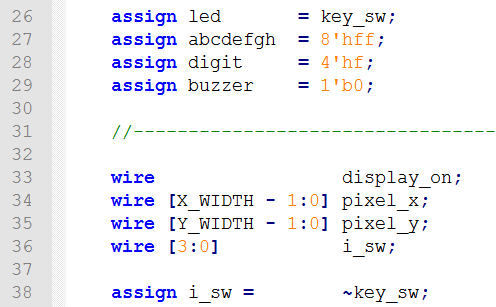 26 assign led       = key_sw;
27 assign abcdefgh  = 8'hff;
28 assign digit     = 4'hf;
29 assign buzzer    = 1'b0;
30
31 //---------------------------------
32
33 wire                 display_on;
34 wire [X_WIDTH - 1:0] pixel_x;
35 wire [Y_WIDTH - 1:0] pixel_y;
36 wire [3:0]           i_sw;
37
38 assign i_sw =        ~key_sw;